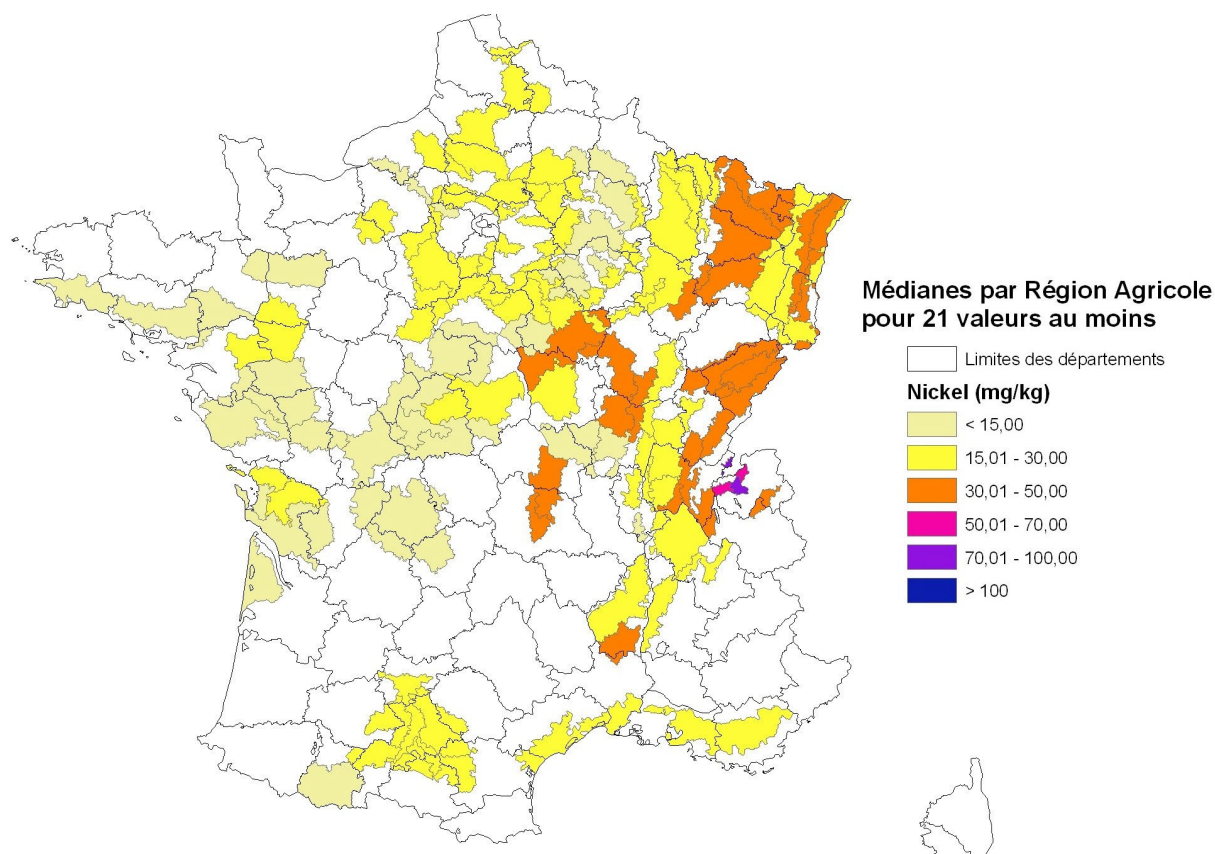 Médianes par Région Agricole
pour 21 valeurs au moins
Limites des départements
Nickel (mg/kg)
< 15,00
15,01 - 30,00
30,01 - 50,00
50,01 - 70,00
70,01 - 100,00
> 100